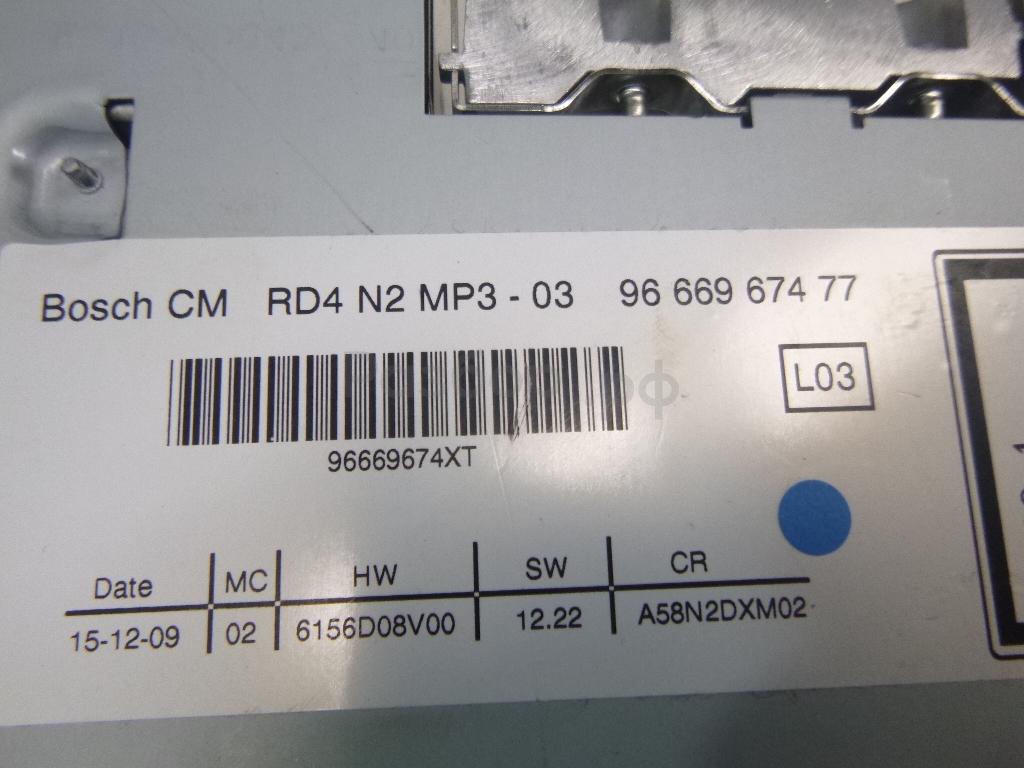 Bosch CM RD4 N2 MP3 - 03 96 669 674 77
L03
96669674XT
Date MC HW SW CR
15-12-09 02 6156D08V00 12.22 A58N2DXM02